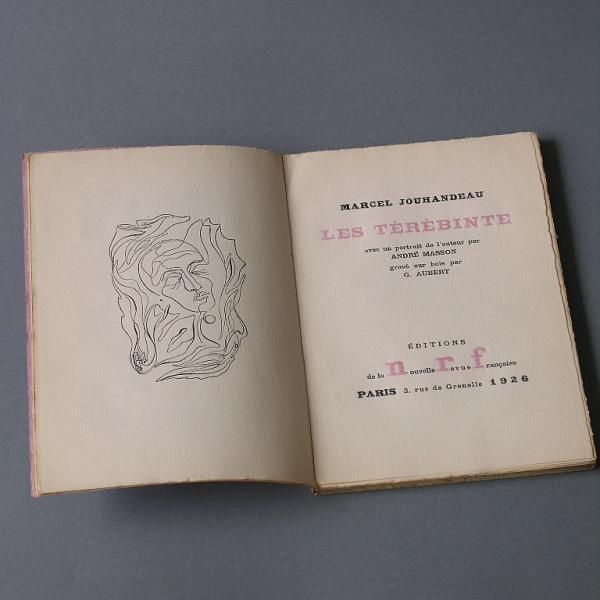 MARCEL JOUHANDEAU
LES TÉRÉBINTE
avec un portrait de l'auteur par
ANDRÉ MASSON
gravé sur bois par
G. AUBERT
ÉDITIONS
de la nouvelle revue française
PARIS 3, rue de Grenelle 1926